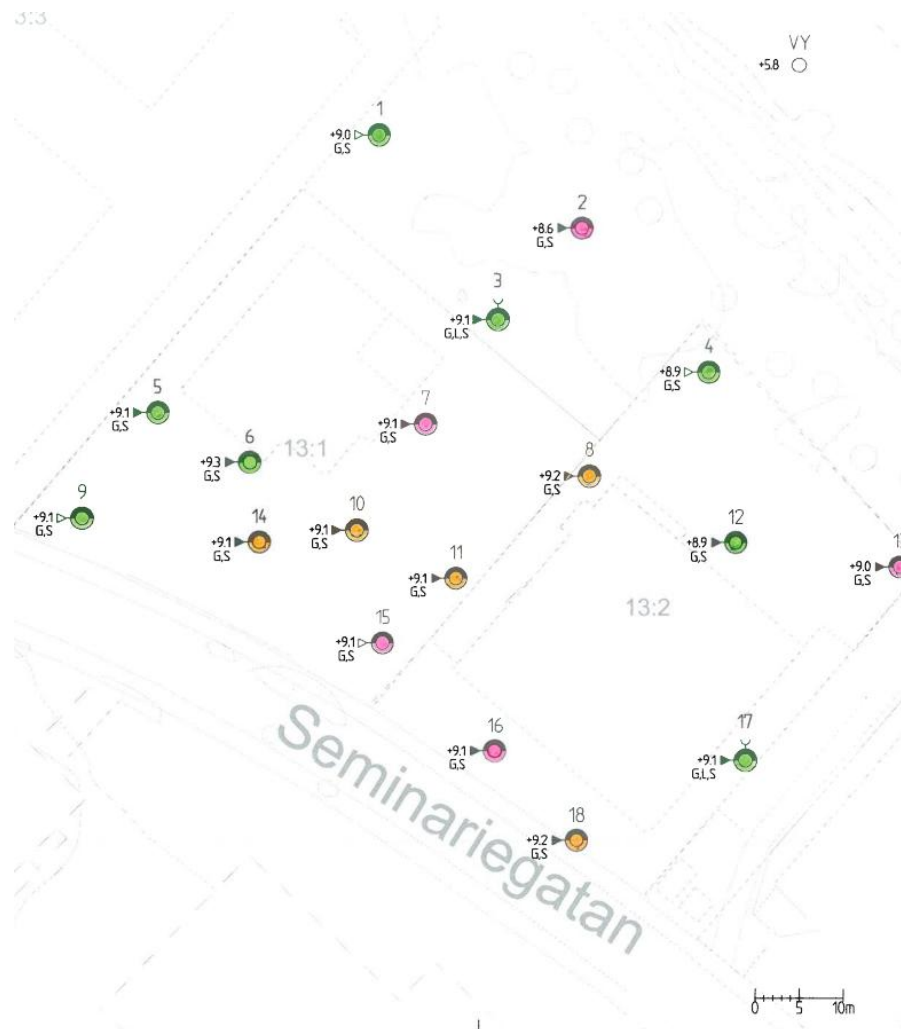 3:3
VY
+5.8
1
+9.0
G,S
2
+8.6
G,S
3
+9.1
G,L,S
4
+8.9
G,S
5
+9.1
G,S
6
+9.3
G,S
13:1
7
+9.1
G,S
8
+9.2
G,S
9
+9.1
G,S
14
+9.1
G,S
10
+9.1
G,S
11
+9.1
G,S
12
+8.9
G,S
+9.0
G,S
13:2
15
+9.1
G,S
16
+9.1
G,S
17
+9.1
G,L,S
18
+9.2
G,S
Seminariegatan
0 5 10m